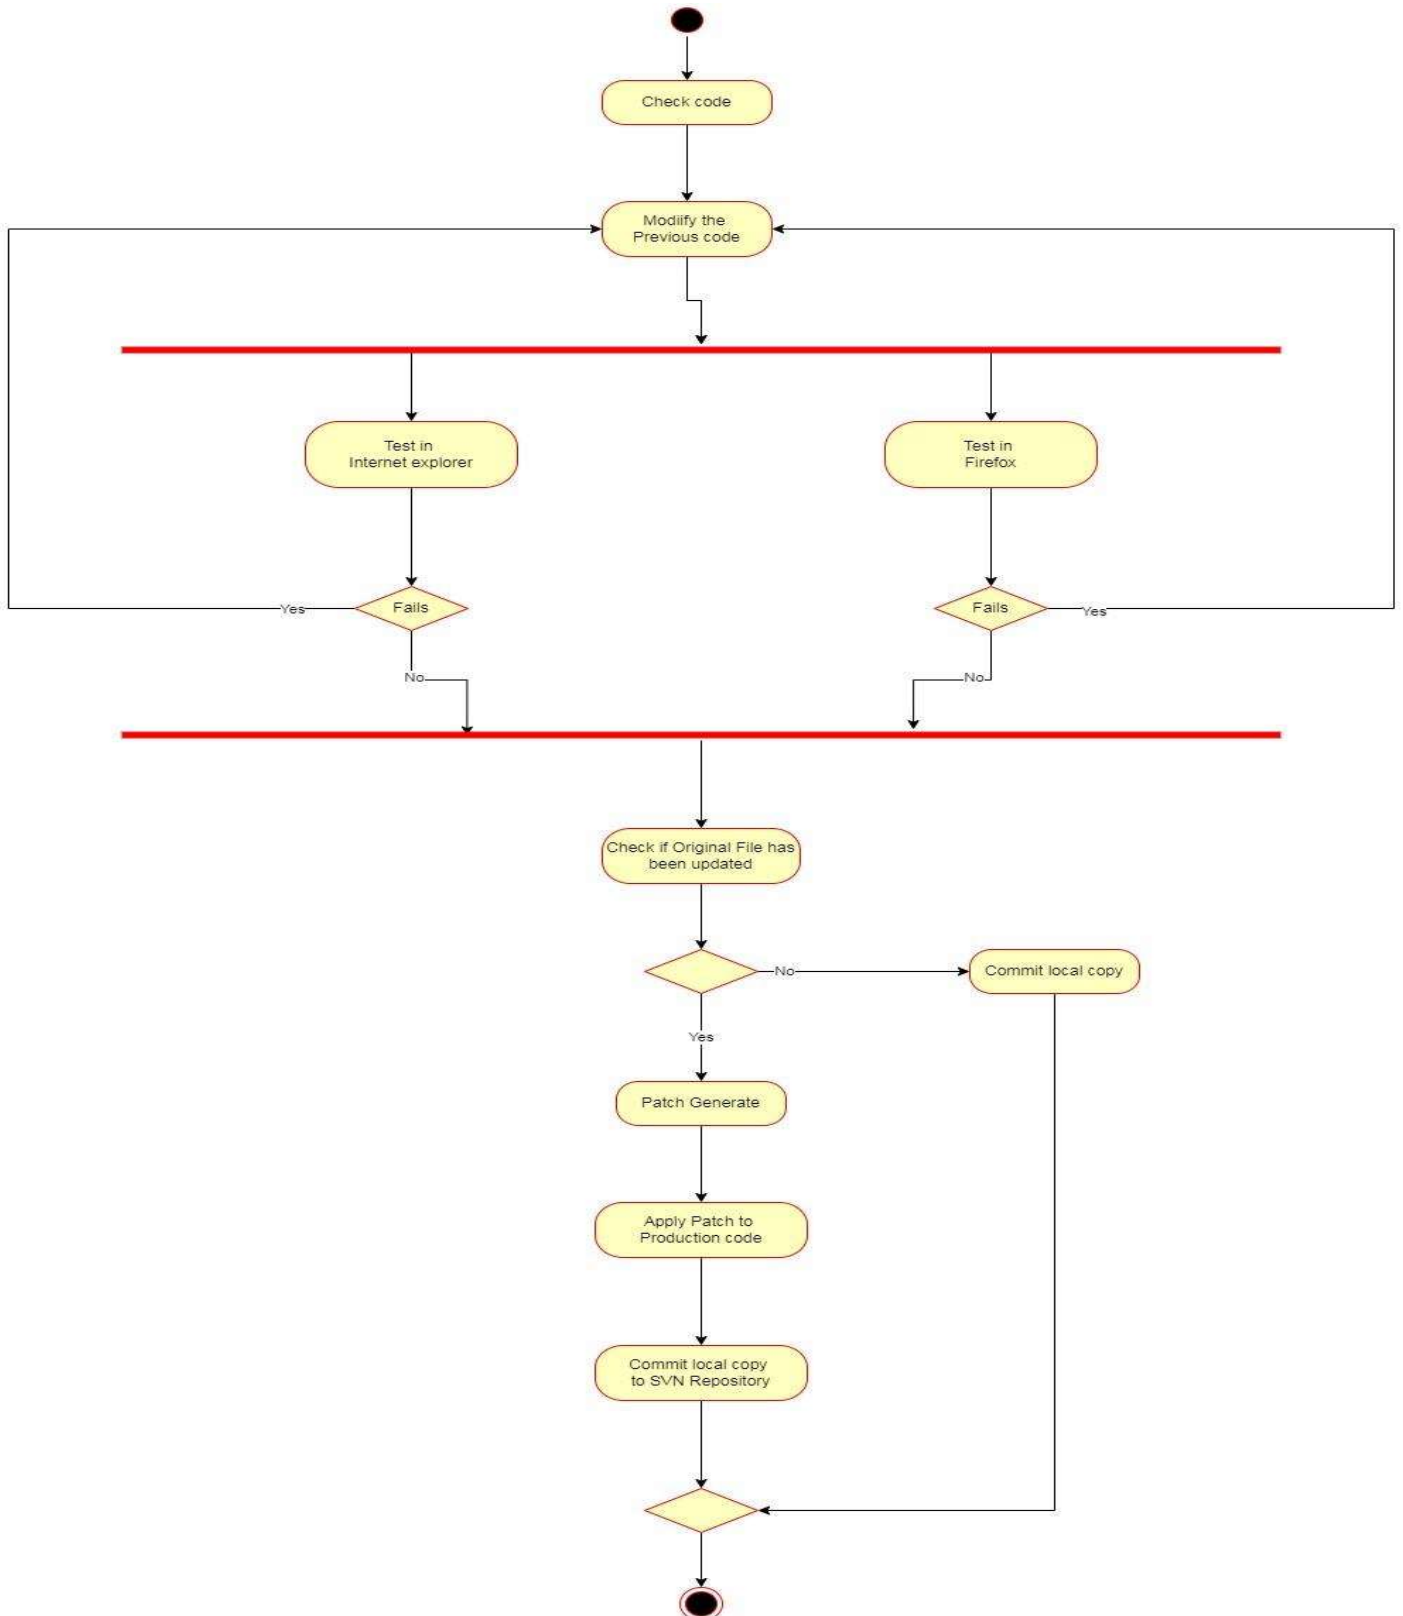 Check code
Modiify the
Previous code
Test in
Internet explorer
Test in
Firefox
Yes
Fails
Fails
Yes
No
No
Check if Original File has
been updated
No
Commit local copy
Yes
Patch Generate
Apply Patch to
Production code
Commit local copy
to SVN Repository